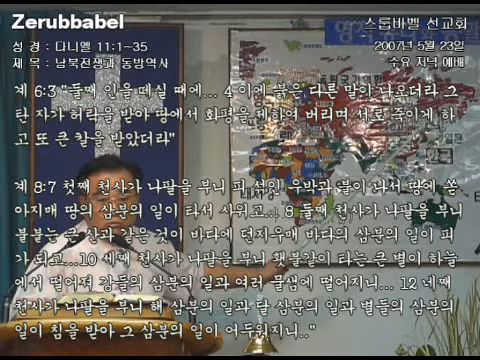 Zerubbabel
스룹바벨 선교회
성 경 : 다니엘 11:1-35
2007년 5월 23일
제 목 : 남북전쟁과 동방역사
수요 저녁 예배
계 6:3 "둘째 인을 떼실 때에... 4 이에 붉은 다른 말이 나오더라 그
탄 자가 허락을 받아 땅에서 화평을 제하여 버리며 서로 죽이게 하
고 또 큰 칼을 받았더라"
계 8:7 첫째 천사가 나팔을 부니 피 섞인 우박과 불이 나서 땅에 쏟
아지매 땅의 삼분의 일이 타서 사위고... 8 둘째 천사가 나팔을 부니
불붙는 큰 산과 같은 것이 바다에 던지우매 바다의 삼분의 일이 피
가 되고...10 세째 천사가 나팔을 부니 횃불같이 타는 큰 별이 하늘
에서 떨어져 강들의 삼분의 일과 여러 물샘에 떨어지니... 12 네째
천사가 나팔을 부니 해 삼분의 일과 달 삼분의 일과 별들의 삼분의
일이 침을 받아 그 삼분의 일이 어두워지니.."